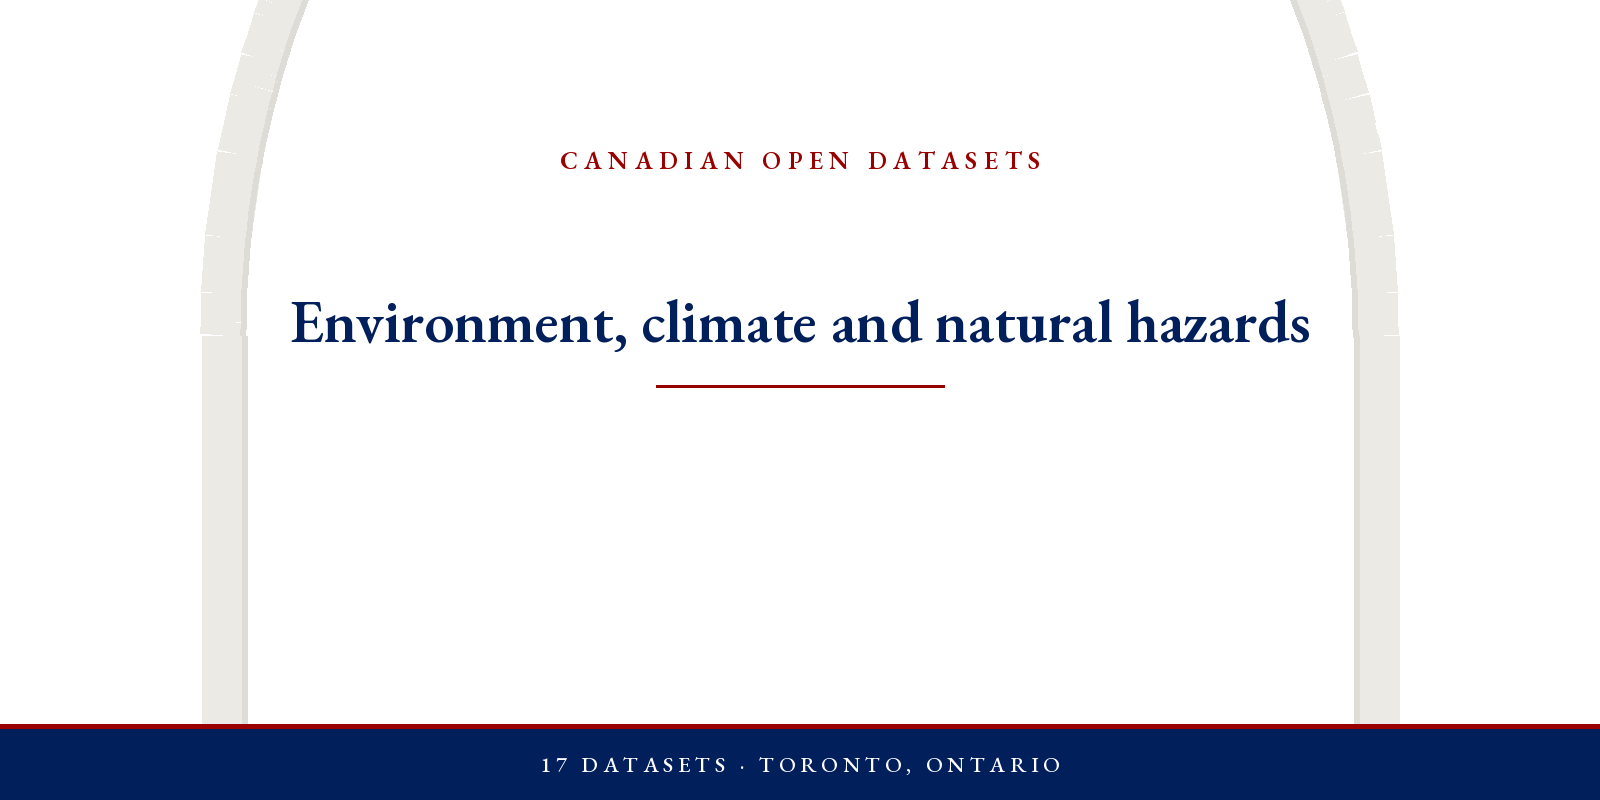 CANADIAN OPEN DATASETS
Environment, climate and natural hazards
17 DATASETS · TORONTO, ONTARIO